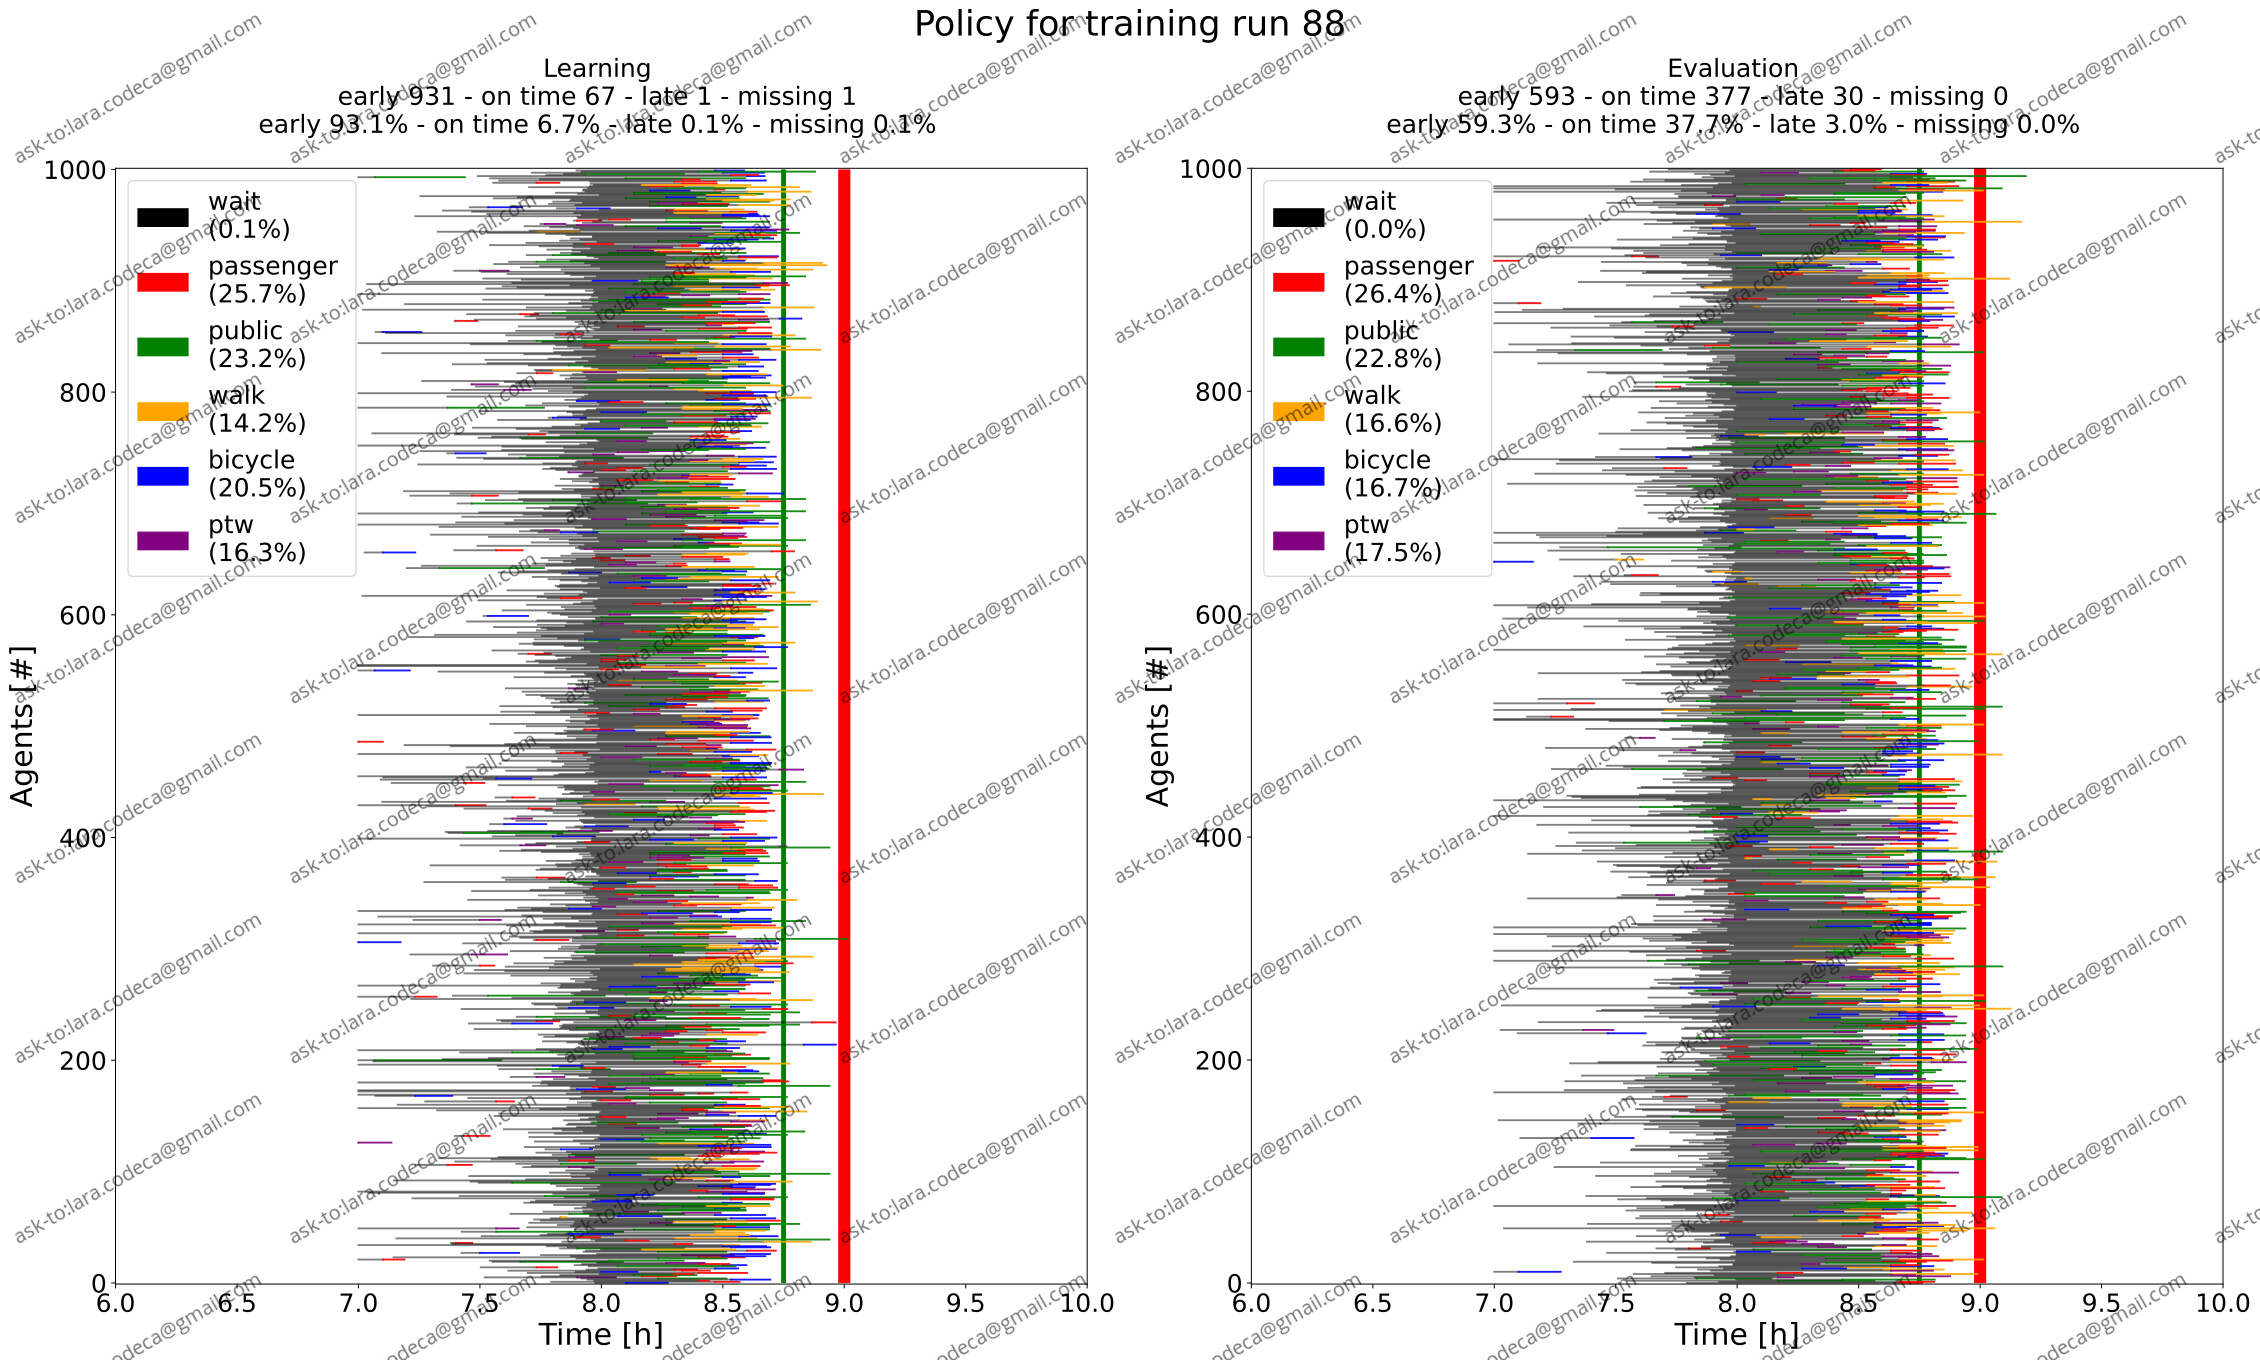 Policy for training run 88
Learning
early 931 - on time 67 - late 1 - missing 1
early 93.1% - on time 6.7% - late 0.1% - missing 0.1%
1000
800
600
400
200
0
Agents [#]
wait
(0.1%)
passenger
(25.7%)
public
(23.2%)
walk
(14.2%)
bicycle
(20.5%)
ptw
(16.3%)
6.0 6.5 7.0 7.5 8.0 8.5 9.0 9.5 10.0
Time [h]
Evaluation
early 593 - on time 377 - late 30 - missing 0
early 59.3% - on time 37.7% - late 3.0% - missing 0.0%
1000
800
600
400
200
0
Agents [#]
wait
(0.0%)
passenger
(26.4%)
public
(22.8%)
walk
(16.6%)
bicycle
(16.7%)
ptw
(17.5%)
6.0 6.5 7.0 7.5 8.0 8.5 9.0 9.5 10.0
Time [h]
ask-to:lara.codeca@gmail.com